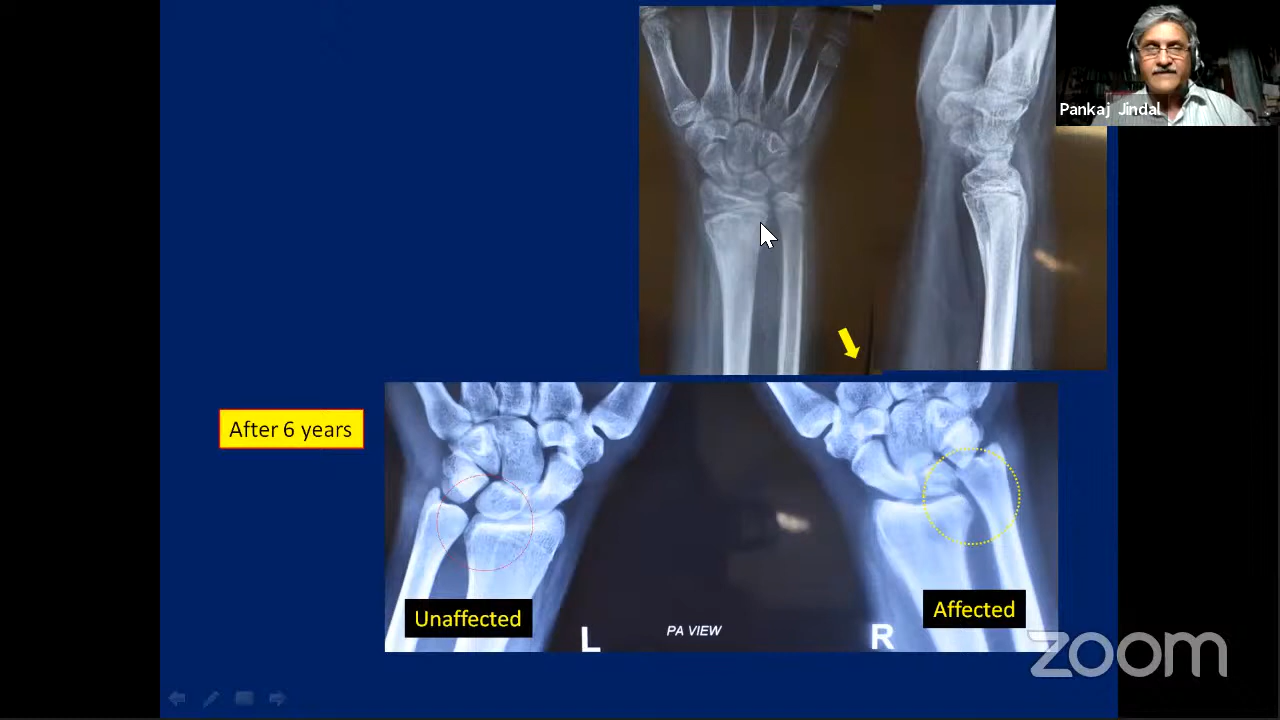 Pankaj Jindal
After 6 years
Unaffected
Affected
L
PA VIEW
R
zoom